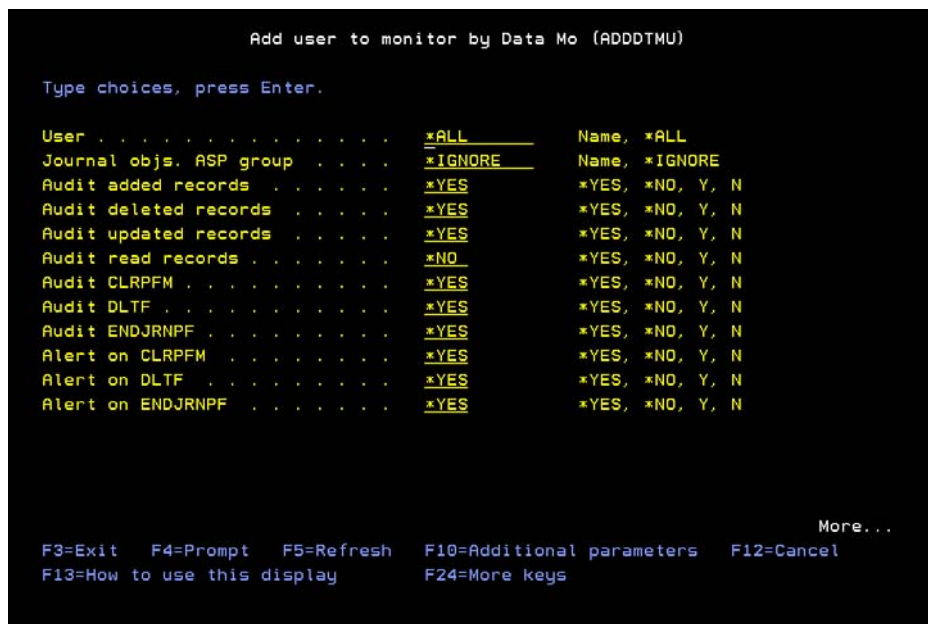 Add user to monitor by Data Mo (ADDDTMU)
Type choices, press Enter.
User . . . . . . . . . . . . . . . *ALL Name, *ALL
Journal objs. ASP group . . . . *IGNORE Name, *IGNORE
Audit added records . . . . . . *YES *YES, *NO, Y, N
Audit deleted records . . . . . *YES *YES, *NO, Y, N
Audit updated records . . . . . *YES *YES, *NO, Y, N
Audit read records . . . . . . . *NO *YES, *NO, Y, N
Audit CLRPFM . . . . . . . . . . *YES *YES, *NO, Y, N
Audit DLTF . . . . . . . . . . . *YES *YES, *NO, Y, N
Audit ENDJRNPF . . . . . . . . . *YES *YES, *NO, Y, N
Alert on CLRPFM . . . . . . . . *YES *YES, *NO, Y, N
Alert on DLTF . . . . . . . . . *YES *YES, *NO, Y, N
Alert on ENDJRNPF . . . . . . . *YES *YES, *NO, Y, N
More...
F3=Exit F4=Prompt F5=Refresh F10=Additional parameters F12=Cancel
F13=How to use this display F24=More keys